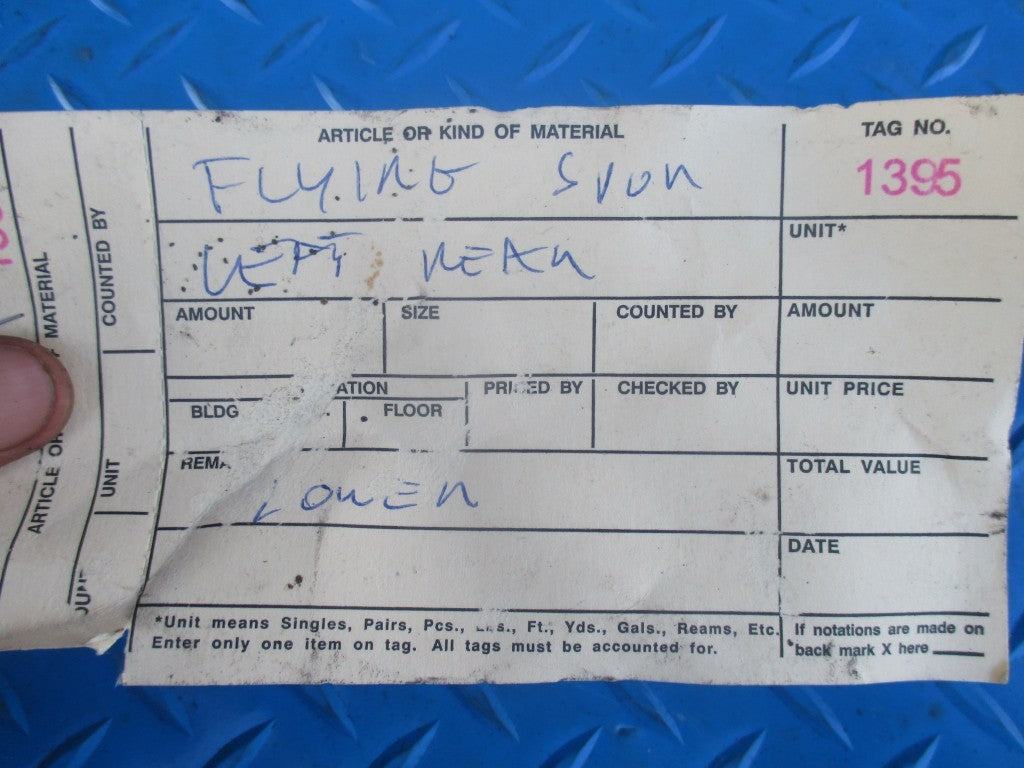 ARTICLE OR KIND OF MATERIAL
TAG NO.
FLYING SPUR
1395
LEFT REAR
UNIT*
AMOUNT
SIZE
COUNTED BY
AMOUNT
ATION
PRICED BY
CHECKED BY
UNIT PRICE
BLDG
FLOOR
REMA
TOTAL VALUE
LOWER
DATE
*Unit means Singles, Pairs, Pcs., Lbs., Ft., Yds., Gals., Reams, Etc.
Enter only one item on tag. All tags must be accounted for.
If notations are made on
back mark X here
COUNTED BY
MATERIAL
UNIT
ARTICLE OR